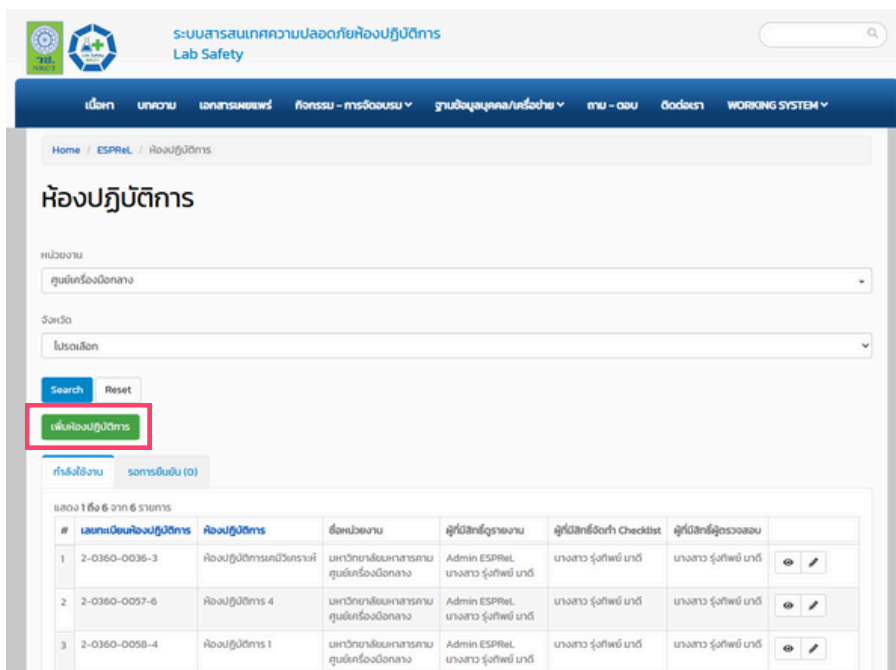 ระบบสารสนเทศความปลอดภัยห้องปฏิบัติการ
Lab Safety
วช.
NRCT
เนื้อหา บทความ เอกสารเผยแพร่ กิจกรรม - การจัดอบรม ฐานข้อมูลบุคคล/เครือข่าย ถาม - ตอบ ติดต่อเรา WORKING SYSTEM
Home / ESPReL / ห้องปฏิบัติการ
ห้องปฏิบัติการ
หน่วยงาน
ศูนย์เครื่องมือกลาง
จังหวัด
โปรดเลือก
Search Reset
เพิ่มห้องปฏิบัติการ
กำลังใช้งาน รอการยืนยัน (0)
แสดง 1 ถึง 6 จาก 6 รายการ
# เลขทะเบียนห้องปฏิบัติการ ห้องปฏิบัติการ ชื่อหน่วยงาน ผู้ที่มีสิทธิ์ดูรายงาน ผู้ที่มีสิทธิ์จัดทำ Checklist ผู้ที่มีสิทธิ์ผู้ตรวจสอบ
1 2-0360-0036-3 ห้องปฏิบัติการเคมีวิเคราะห์ มหาวิทยาลัยมหาสารคาม Admin ESPReL นางสาว รุ่งทิพย์ มาดี นางสาว รุ่งทิพย์ มาดี
ศูนย์เครื่องมือกลาง นางสาว รุ่งทิพย์ มาดี
2 2-0360-0057-6 ห้องปฏิบัติการ 4 มหาวิทยาลัยมหาสารคาม Admin ESPReL นางสาว รุ่งทิพย์ มาดี นางสาว รุ่งทิพย์ มาดี
ศูนย์เครื่องมือกลาง นางสาว รุ่งทิพย์ มาดี
3 2-0360-0058-4 ห้องปฏิบัติการ 1 มหาวิทยาลัยมหาสารคาม Admin ESPReL นางสาว รุ่งทิพย์ มาดี นางสาว รุ่งทิพย์ มาดี
ศูนย์เครื่องมือกลาง นางสาว รุ่งทิพย์ มาดี